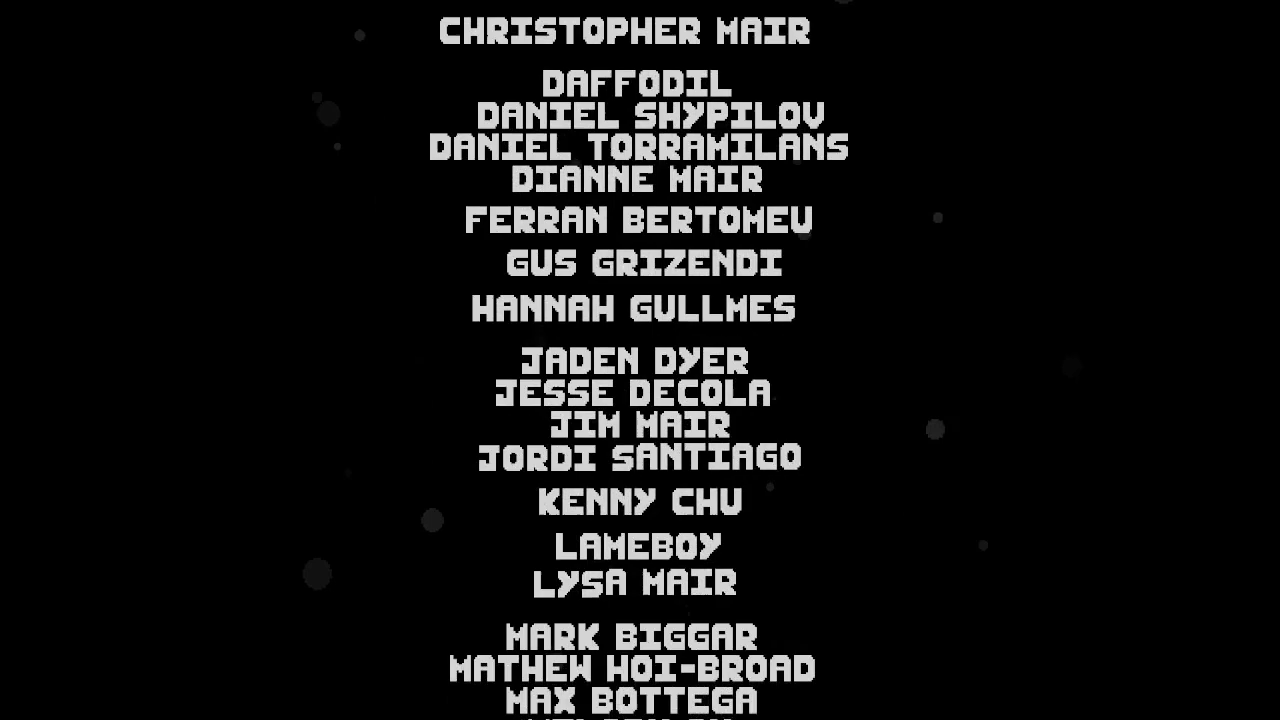 CHRISTOPHER MAIR
DAFFODIL
DANIEL SHYPILOV
DANIEL TORRAMILANS
DIANNE MAIR
FERRAN BERTOMEU
GUS GRIZENDI
HANNAH GULLMES
JADEN DYER
JESSE DECOLA
JIM MAIR
JORDI SANTIAGO
KENNY CHU
LAMEBOY
LYSA MAIR
MARK BIGGAR
MATHEW HOI-BROAD
MAX BOTTEGA